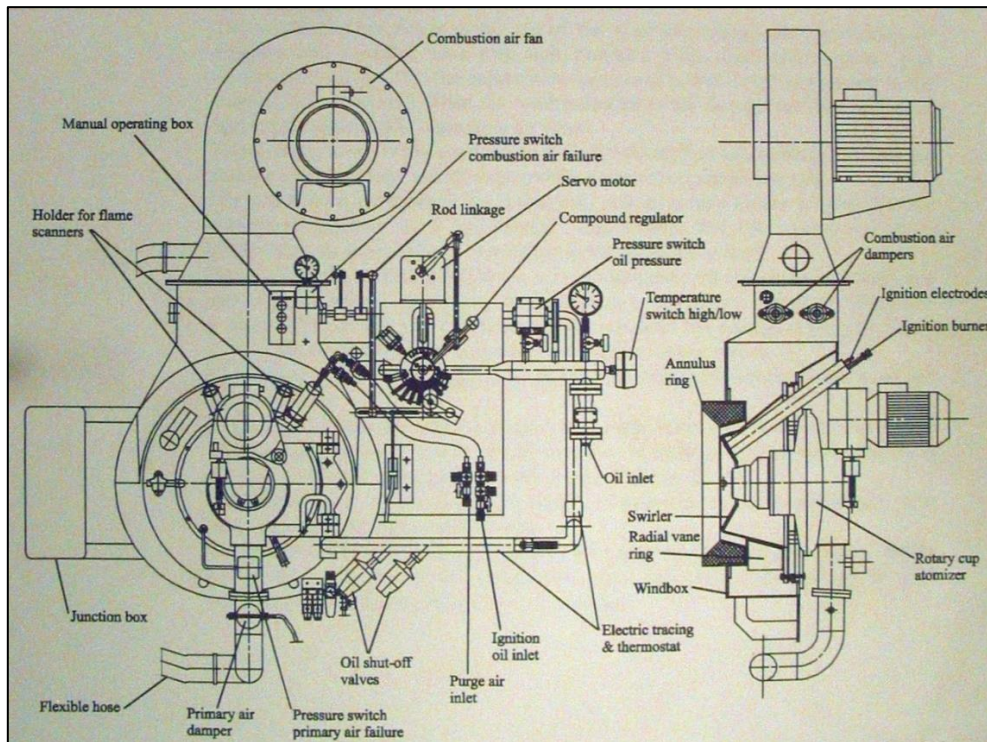 Combustion air fan
Manual operating box
Pressure switch
combustion air failure
Servo motor
Holder for flame
scanners
Rod linkage
Compound regulator
Pressure switch
oil pressure
Combustion air
dampers
Ignition electrodes
Temperature
switch high/low
Ignition burner
Annulus
ring
Oil inlet
Swirler
Radial vane
ring
Rotary cup
atomizer
Windbox
Junction box
Ignition
oil inlet
Electric tracing
& thermostat
Oil shut-off
valves
Purge air
inlet
Flexible hose
Primary air
damper
Pressure switch
primary air failure